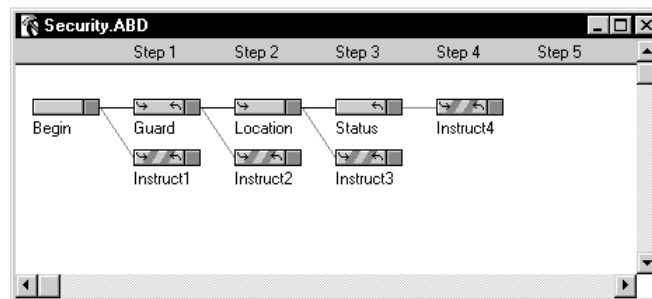 Security.ABD
Step 1 Step 2 Step 3 Step 4 Step 5
Begin Guard Location Status Instruct4
Instruct1 Instruct2 Instruct3